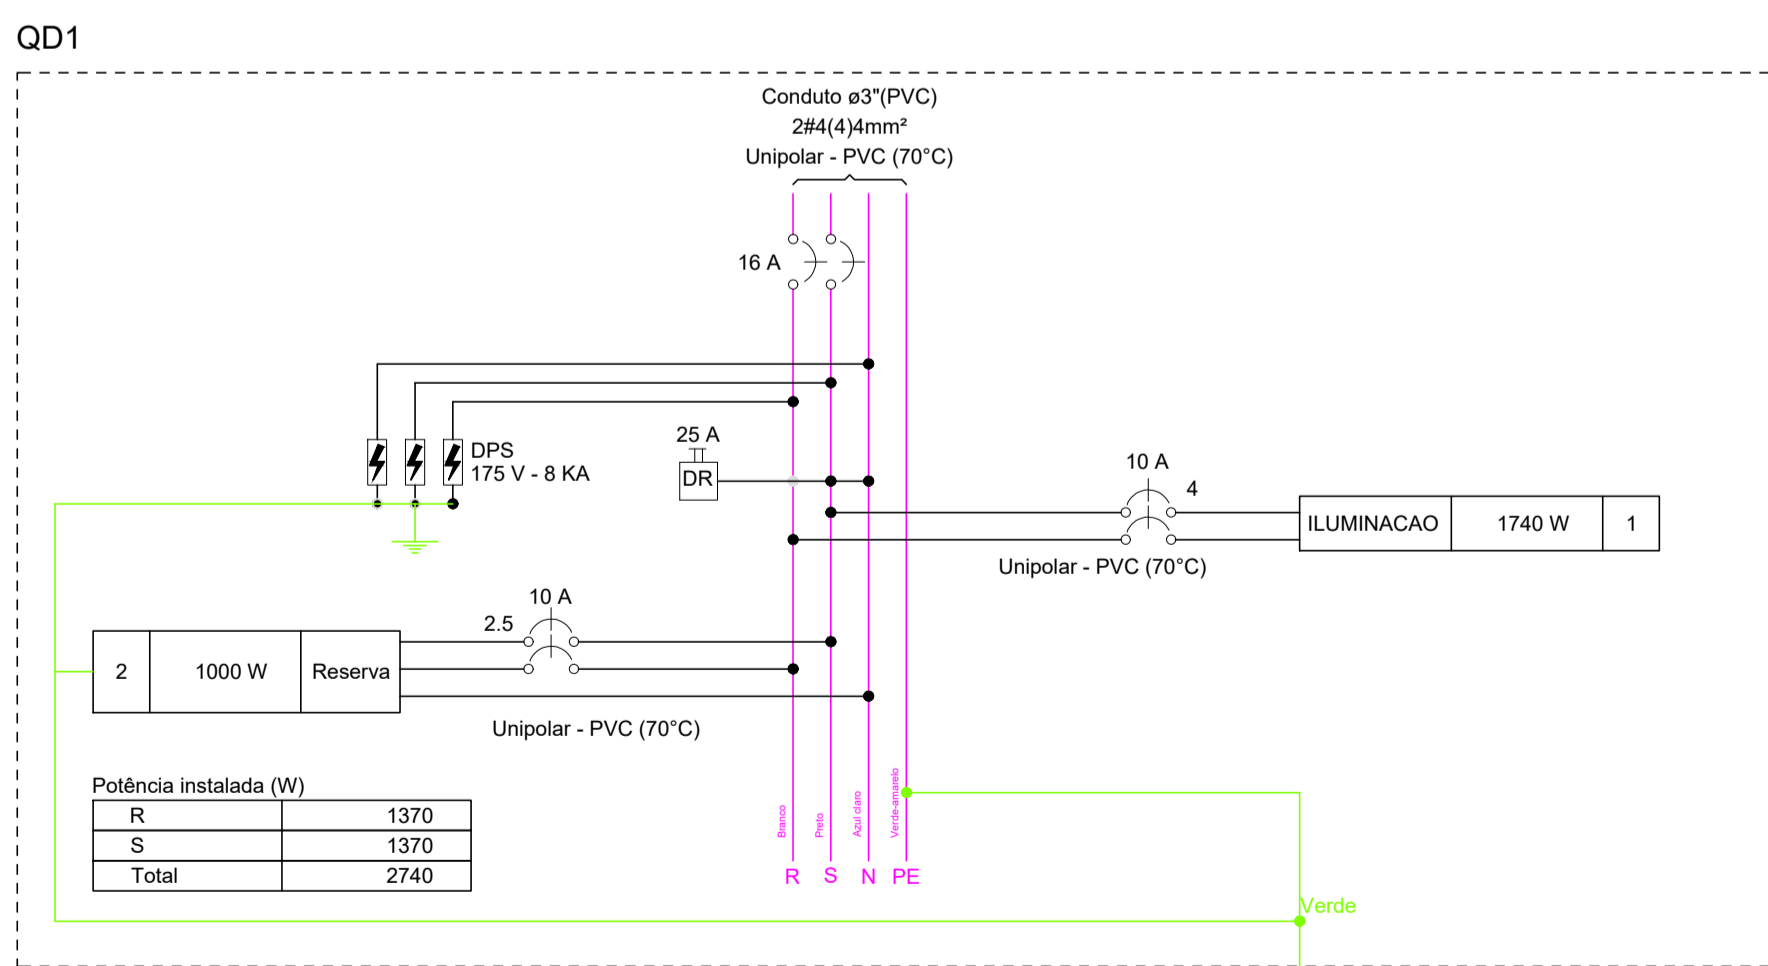 QD1
Conduto ø3"(PVC)
2#4(4)4mm²
Unipolar - PVC (70°C)
16 A
25 A
DR
DPS
175 V - 8 KA
10 A
4
ILUMINACAO 1740 W 1
Unipolar - PVC (70°C)
10 A
2.5
2 1000 W Reserva
Unipolar - PVC (70°C)
Potência instalada (W)
R 1370
S 1370
Total 2740
Branco
Preto
Azul claro
Verde-amarelo
R S N PE
Verde